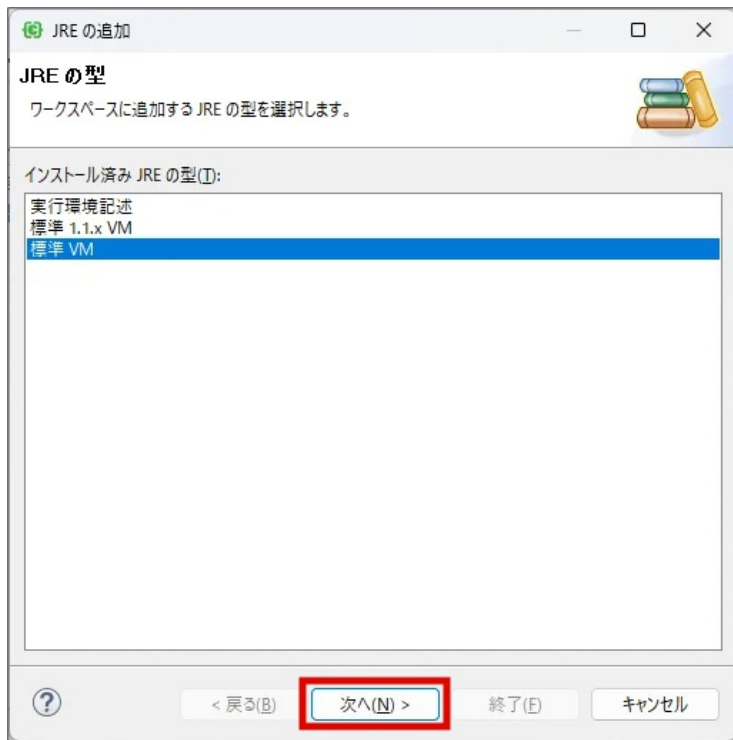 JRE の追加
JRE の型
ワークスペースに追加する JRE の型を選択します。
インストール済み JRE の型(T):
実行環境記述
標準 1.1.x VM
標準 VM
?
< 戻る(B)
次へ(N) >
終了(F)
キャンセル